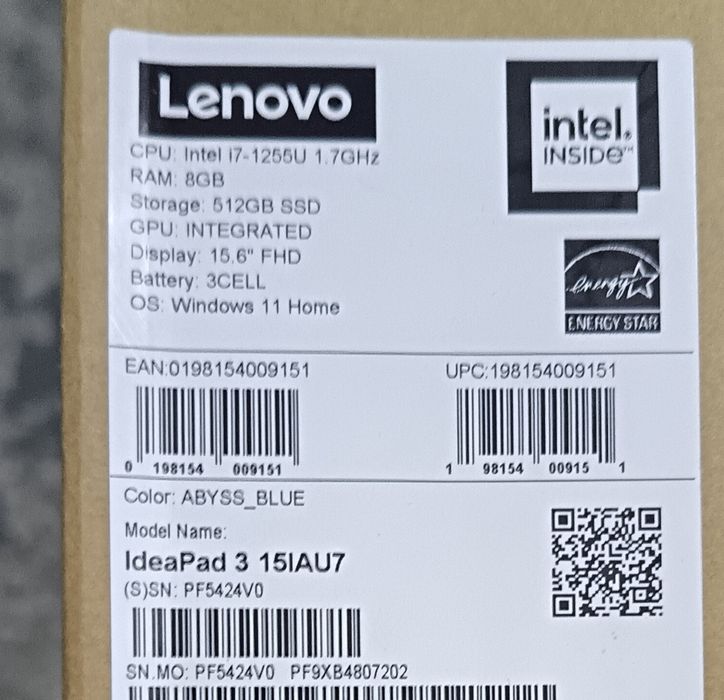 Lenovo
CPU: Intel i7-1255U 1.7GHz
RAM: 8GB
Storage: 512GB SSD
GPU: INTEGRATED
Display: 15.6" FHD
Battery: 3CELL
OS: Windows 11 Home
intel.
INSIDE™
energy
ENERGY STAR
EAN:0198154009151
0 198154 009151
UPC:198154009151
1 98154 00915 1
Color: ABYSS_BLUE
Model Name:
IdeaPad 3 15IAU7
(S)SN: PF5424V0
SN.MO: PF5424V0 PF9XB4807202